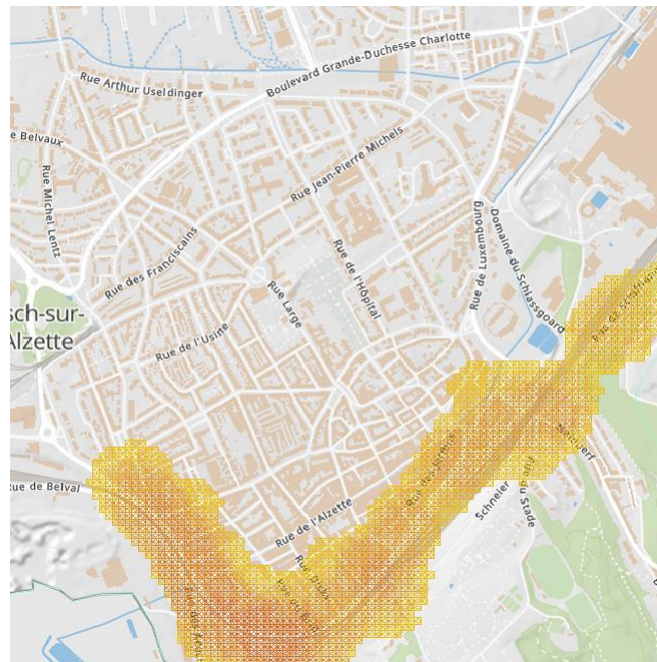 Boulevard Grande-Duchesse Charlotte
Rue Arthur Useldinger
e Belvaux
Rue Jean-Pierre Michels
Rue Michel Lentz
Rue des Franciscains
Rue de l'Hôpital
Rue de Luxembourg
Domaine du Schlassgoard
Rue Large
sch-sur-
Alzette
Rue de l'Usine
Rue de Belval
Rue de l'Alzette
Schneier
Rue du Stade